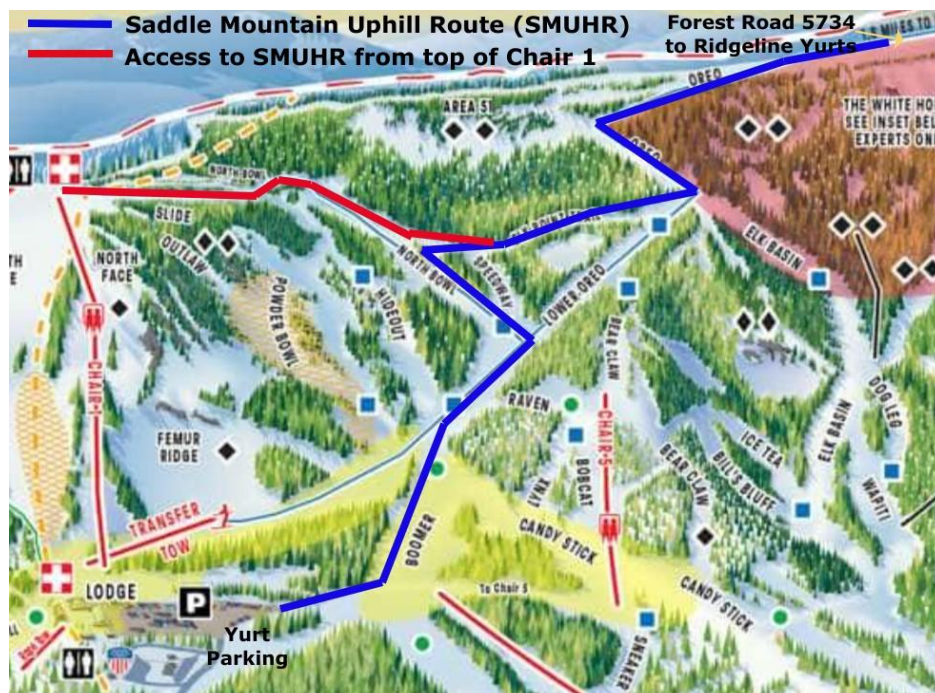 Saddle Mountain Uphill Route (SMUHR)
Access to SMUHR from top of Chair 1
Forest Road 5734
to Ridgeline Yurts
MILES TO
OREO
AREA 51
THE WHITE
SEE INSET
EXPERTS
OREO
NORTH BOWL
SLIDE
OUTLAW
NORTH
FACE
ELK BASIN
NORTH BOWL
SPEEDWAY
LOWER OREO
POWDER BOWL
HIDEOUT
BEAR CLAW
CHAIR-1
RAVEN
DOG LEG
FEMUR
RIDGE
CHAIR-5
ICE TEA
ELK BASIN
BEAR CLAW
BILL'S BLUFF
LYNX
BOBCAT
WAPITI
TRANSFER
TOW
BOOMER
CANDY STICK
LODGE
P
To Chair 5
CANDY STICK
Yurt
Parking
SNEAKER